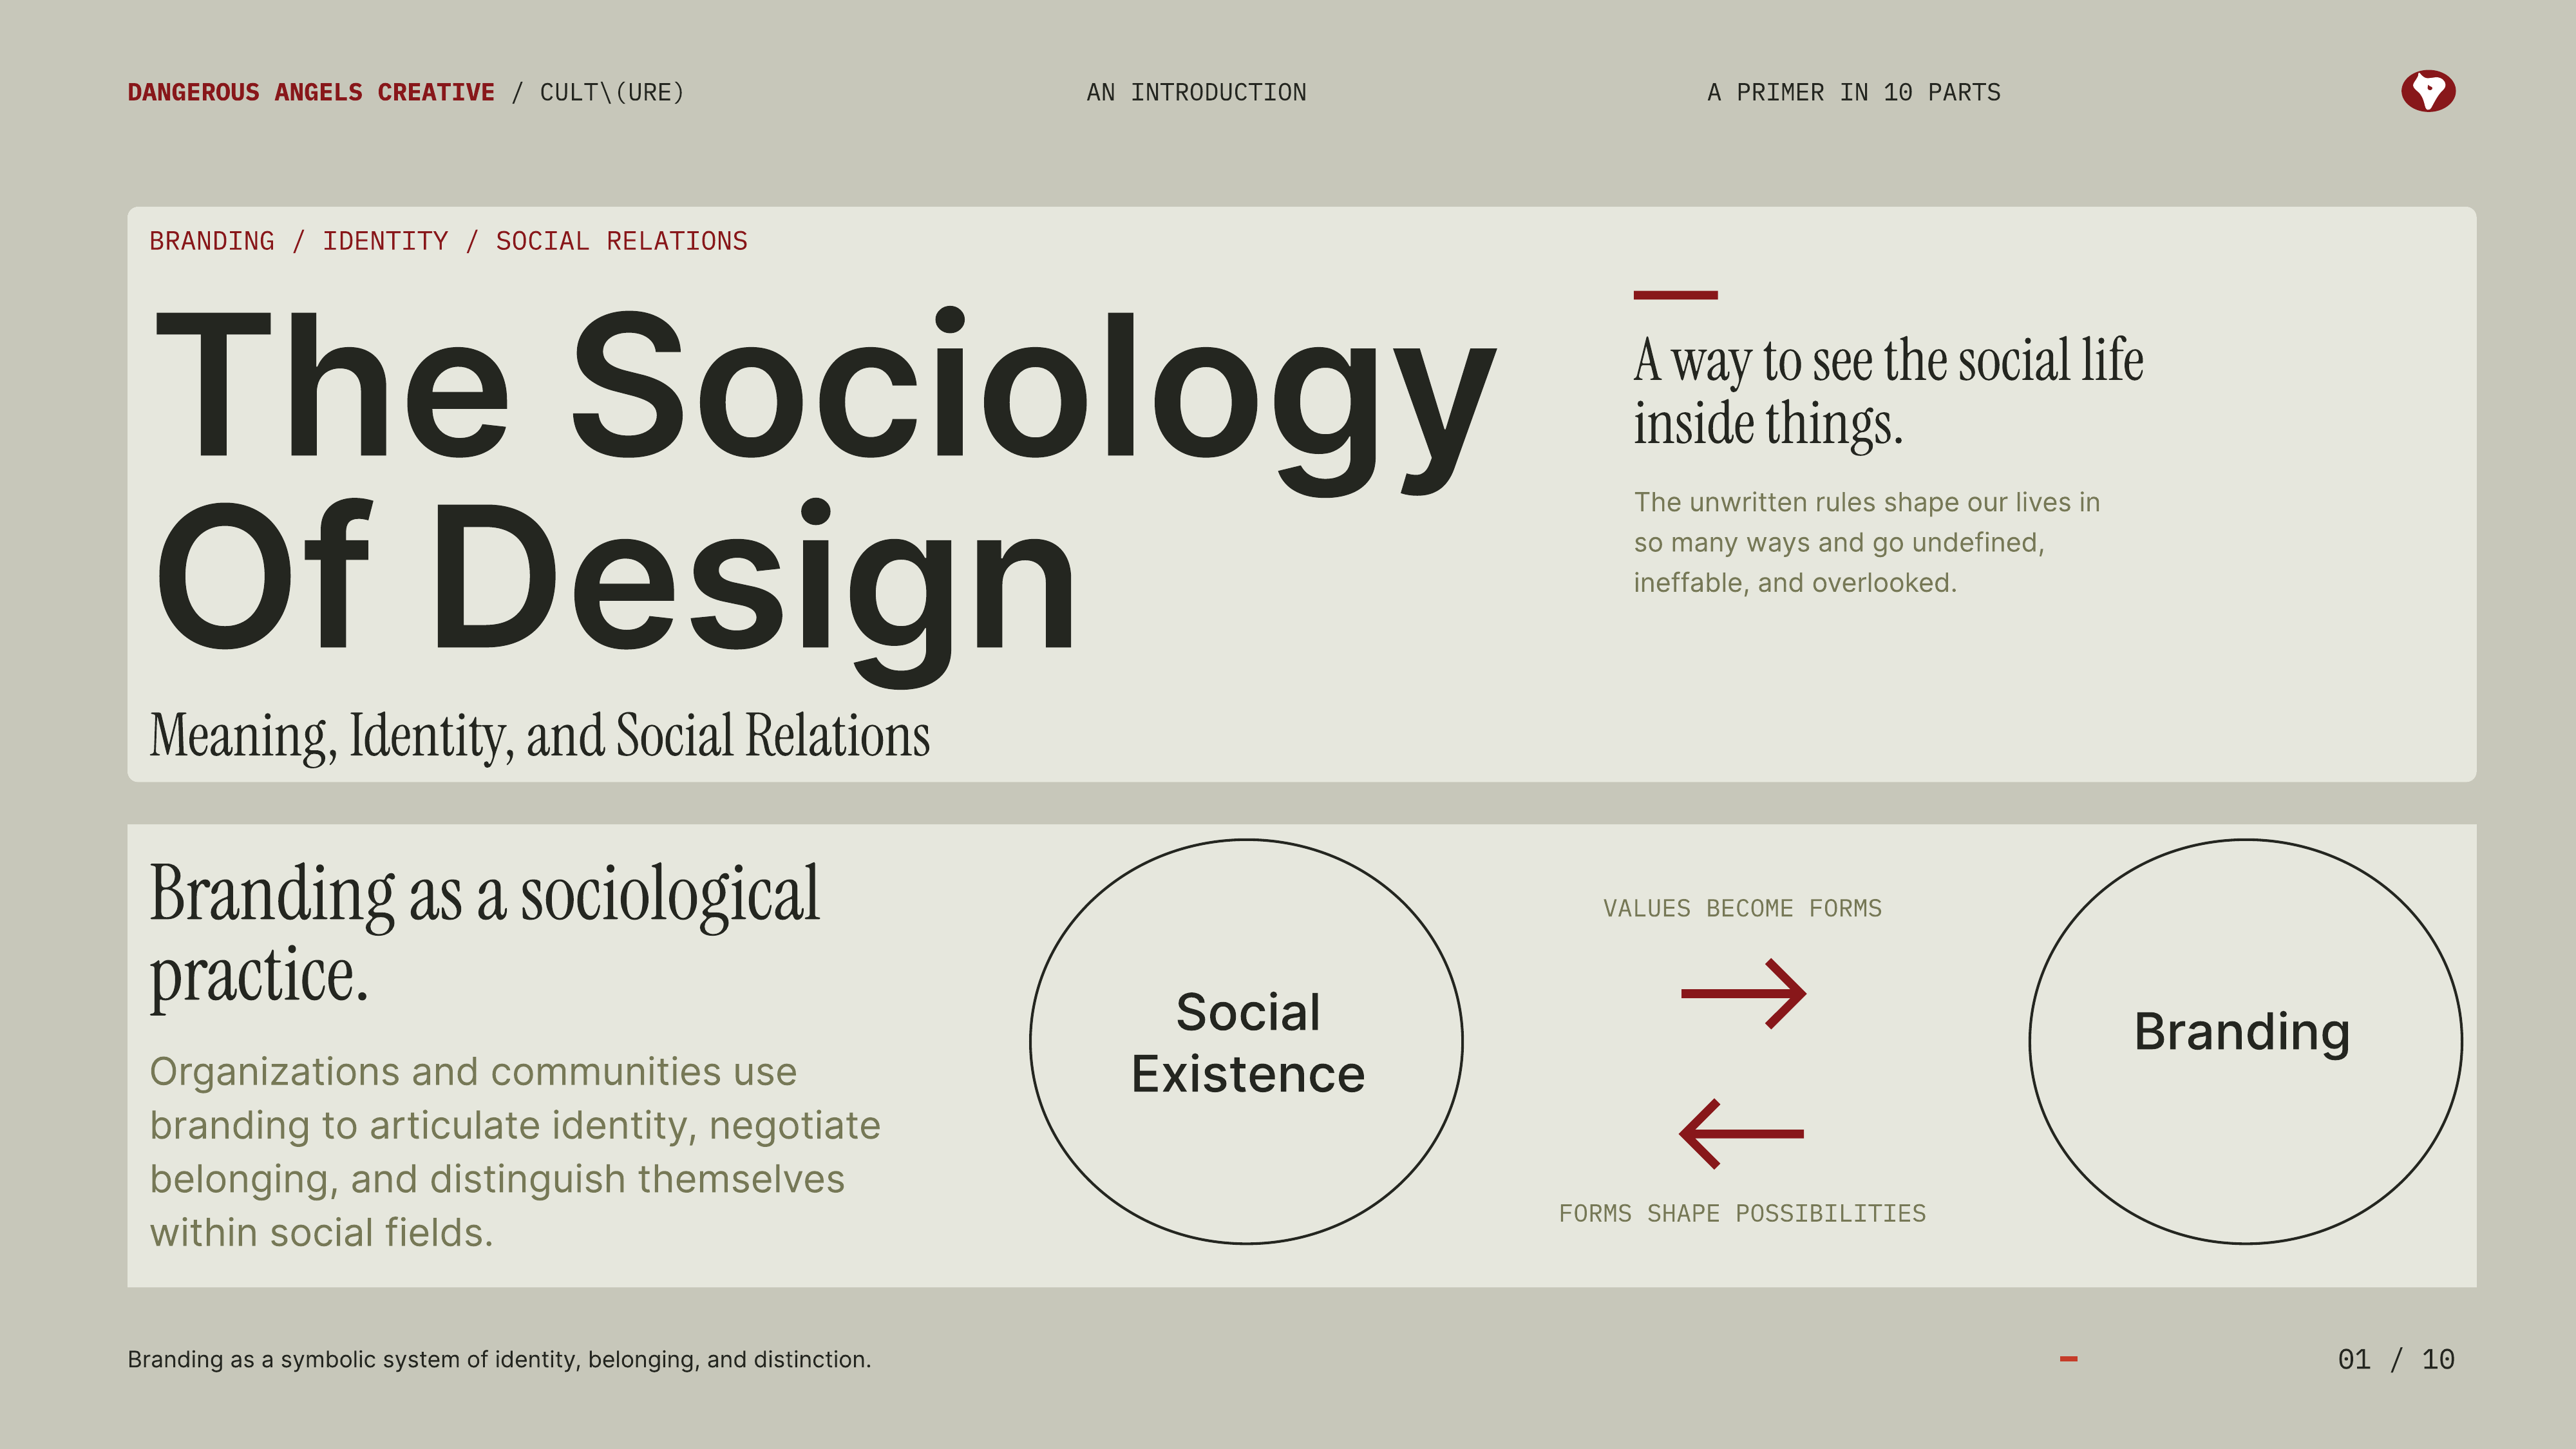 DANGEROUS ANGELS CREATIVE / CULT\(URE)
AN INTRODUCTION
A PRIMER IN 10 PARTS
BRANDING / IDENTITY / SOCIAL RELATIONS
The Sociology
Of Design
Meaning, Identity, and Social Relations
A way to see the social life
inside things.
The unwritten rules shape our lives in
so many ways and go undefined,
ineffable, and overlooked.
Branding as a sociological
practice.
Organizations and communities use
branding to articulate identity, negotiate
belonging, and distinguish themselves
within social fields.
Social
Existence
VALUES BECOME FORMS
FORMS SHAPE POSSIBILITIES
Branding
Branding as a symbolic system of identity, belonging, and distinction.
01 / 10